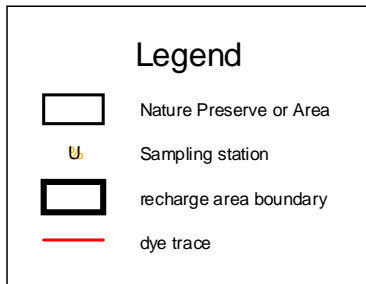 Legend
Nature Preserve or Area
U% Sampling station
recharge area boundary
dye trace